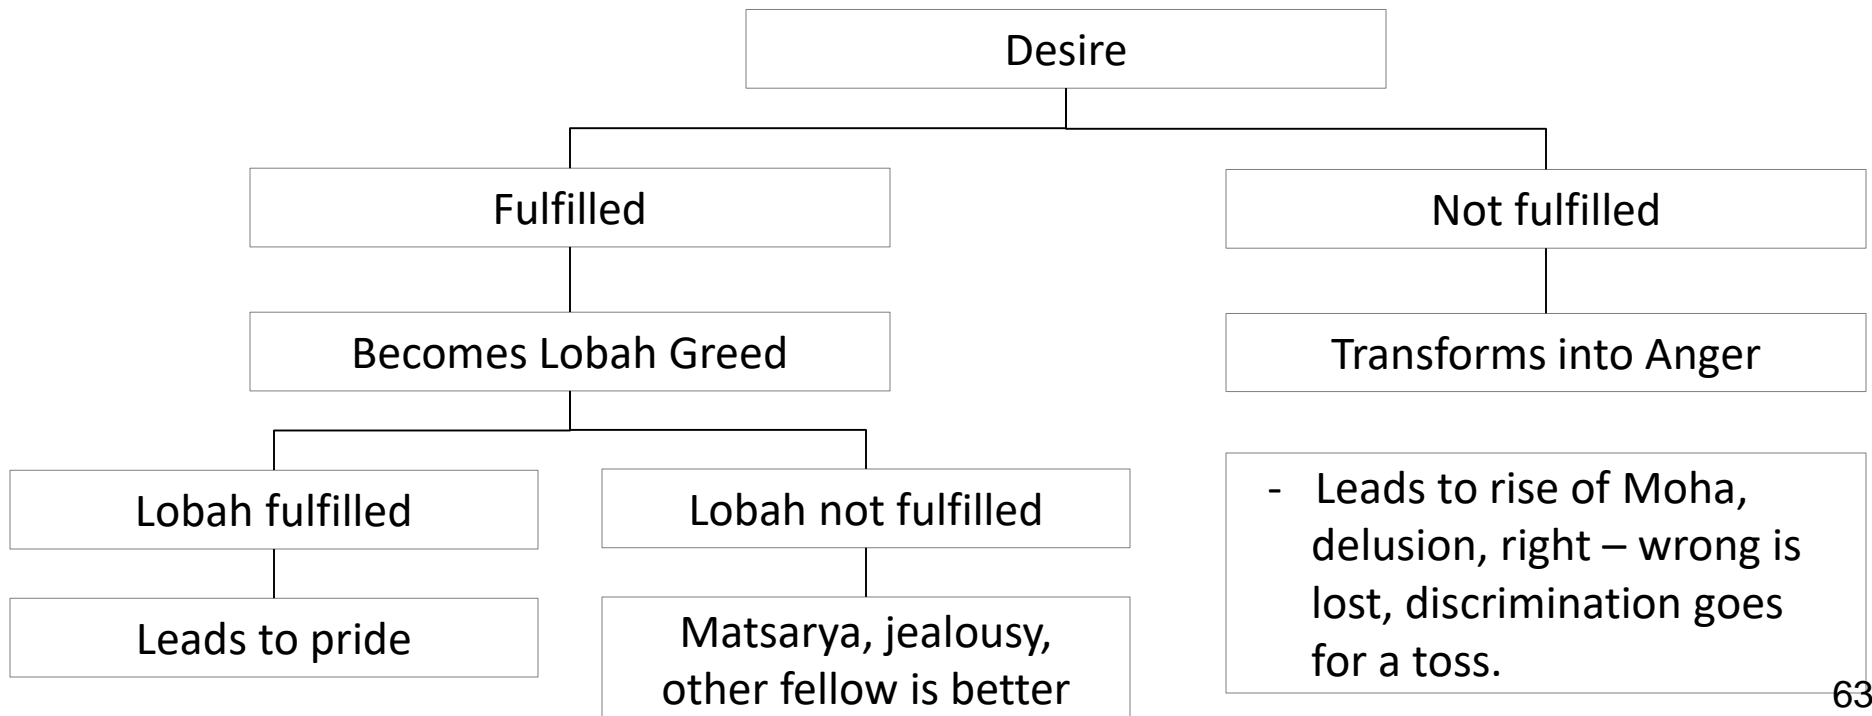 Desire
Fulfilled
Not fulfilled
Becomes Lobah Greed
Transforms into Anger
Lobah fulfilled
Lobah not fulfilled
Leads to pride
Matsarya, jealousy,
other fellow is better
- Leads to rise of Moha,
delusion, right – wrong is
lost, discrimination goes
for a toss.
63